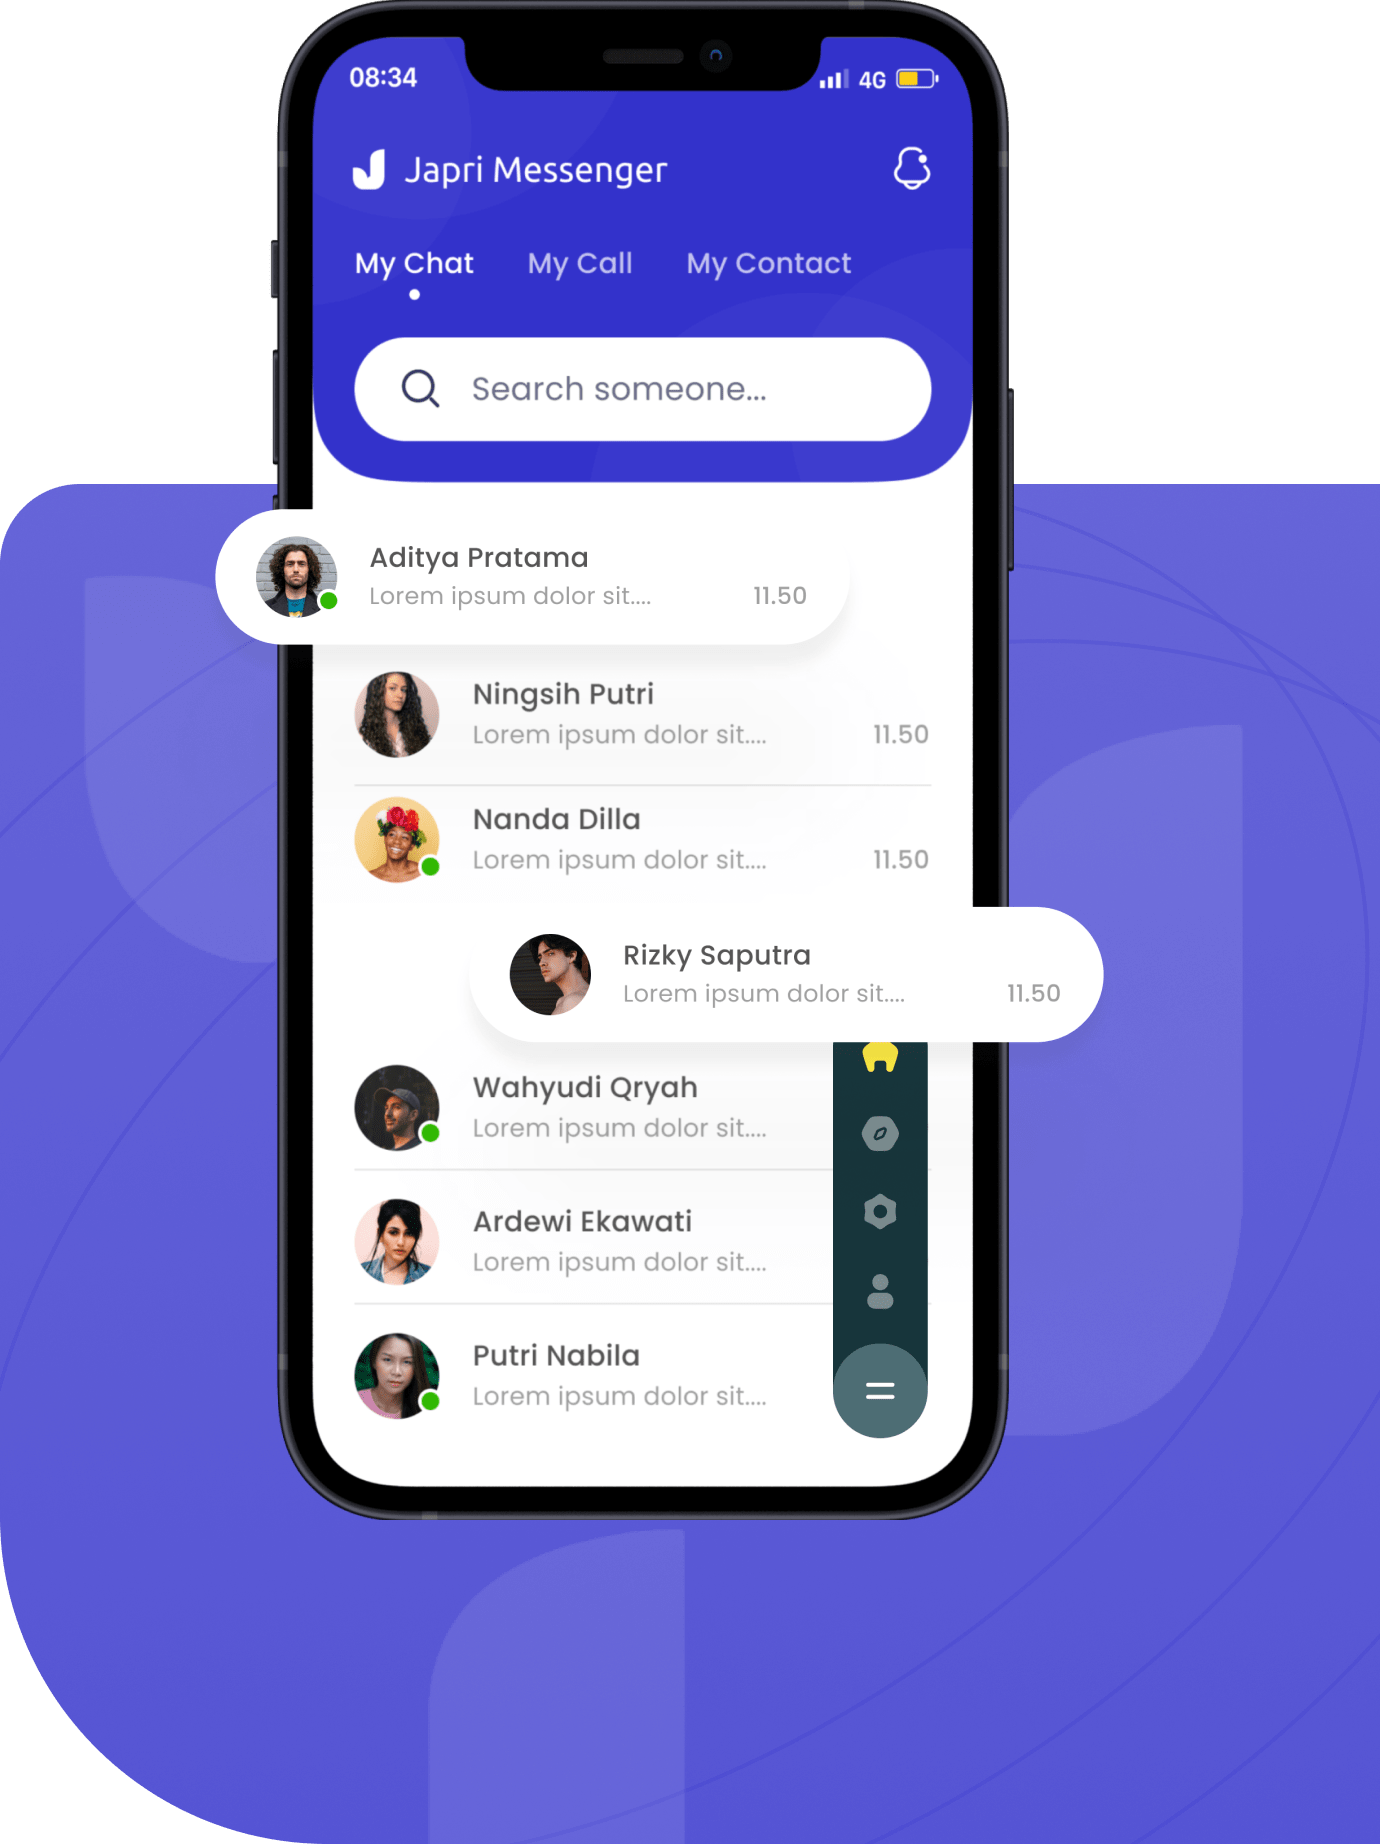 08:34
4G
Japri Messenger
My Chat My Call My Contact
Search someone...
Aditya Pratama
Lorem ipsum dolor sit.... 11.50
Ningsih Putri
Lorem ipsum dolor sit.... 11.50
Nanda Dilla
Lorem ipsum dolor sit.... 11.50
Rizky Saputra
Lorem ipsum dolor sit.... 11.50
Wahyudi Qryah
Lorem ipsum dolor sit....
Ardewi Ekawati
Lorem ipsum dolor sit....
Putri Nabila
Lorem ipsum dolor sit....